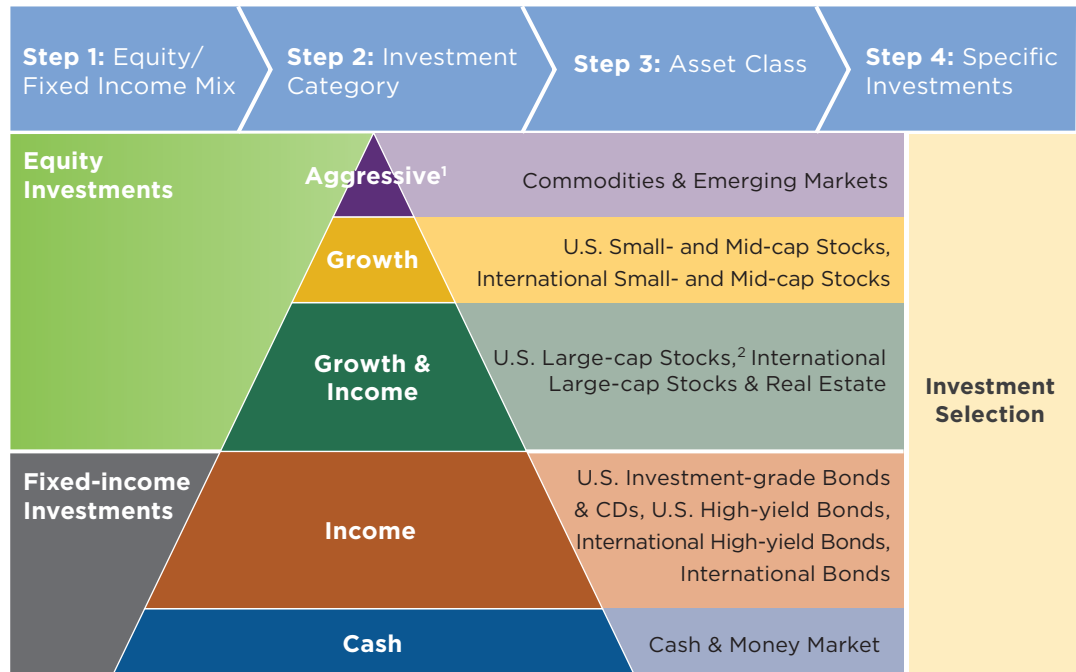 Step 1: Equity/
Fixed Income Mix
Step 2: Investment
Category
Step 3: Asset Class
Step 4: Specific
Investments
Equity
Investments
Aggressive¹
Commodities & Emerging Markets
Growth
U.S. Small- and Mid-cap Stocks,
International Small- and Mid-cap Stocks
Growth &
Income
U.S. Large-cap Stocks,² International
Large-cap Stocks & Real Estate
Investment
Selection
Fixed-income
Investments
Income
U.S. Investment-grade Bonds
& CDs, U.S. High-yield Bonds,
International High-yield Bonds,
International Bonds
Cash
Cash & Money Market